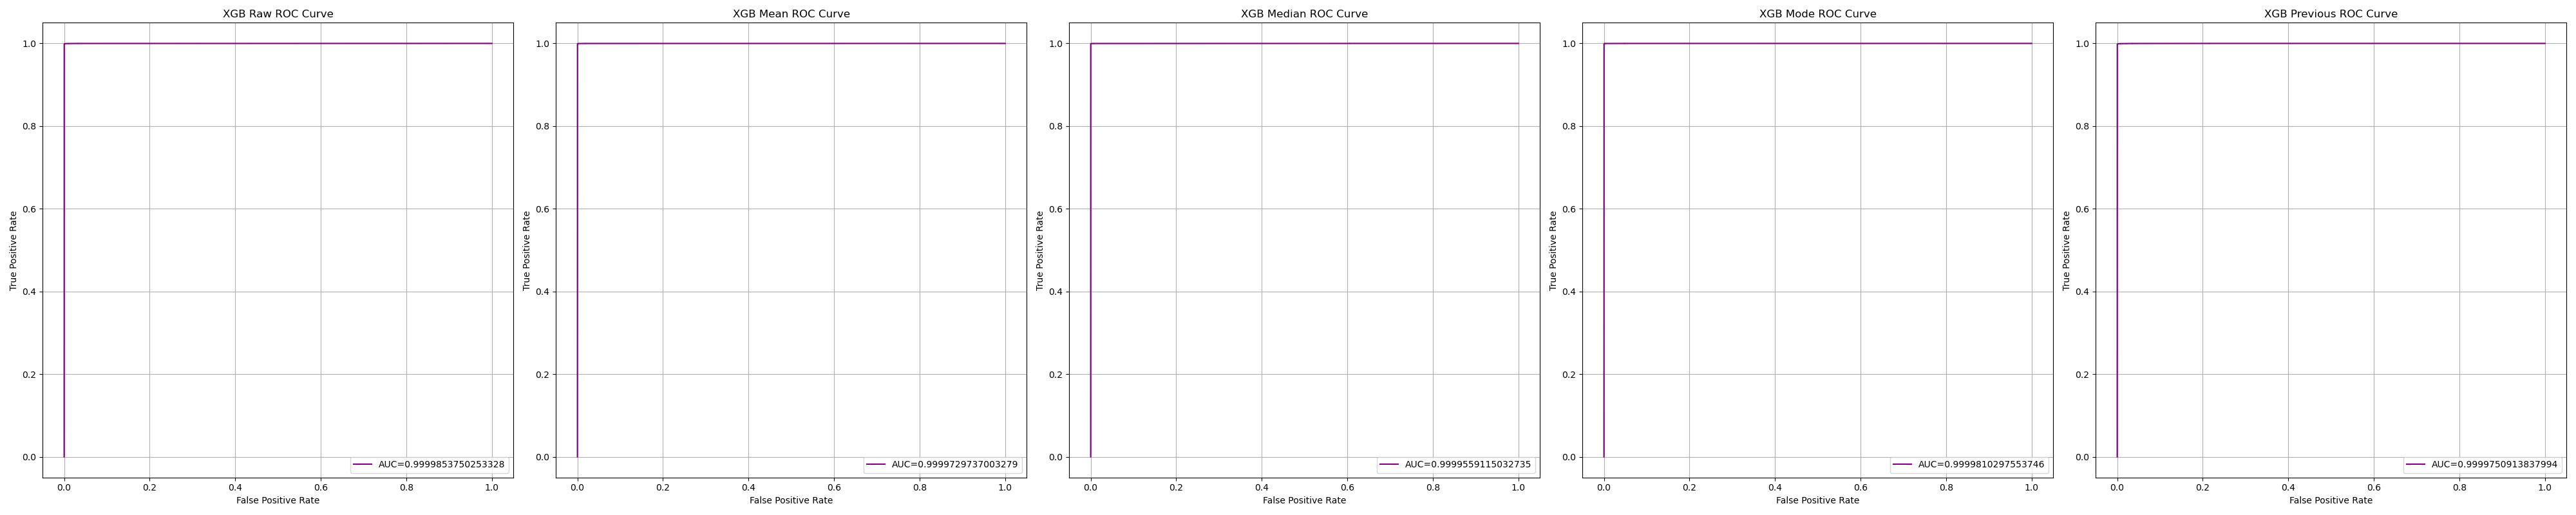 XGB Raw ROC Curve
1.0
0.8
0.6
0.4
0.2
0.0
True Positive Rate
AUC=0.9999853750253328
0.0 0.2 0.4 0.6 0.8 1.0
False Positive Rate
XGB Mean ROC Curve
1.0
0.8
0.6
0.4
0.2
0.0
True Positive Rate
AUC=0.9999729737003279
0.0 0.2 0.4 0.6 0.8 1.0
False Positive Rate
XGB Median ROC Curve
1.0
0.8
0.6
0.4
0.2
0.0
True Positive Rate
AUC=0.9999559115032735
0.0 0.2 0.4 0.6 0.8 1.0
False Positive Rate
XGB Mode ROC Curve
1.0
0.8
0.6
0.4
0.2
0.0
True Positive Rate
AUC=0.9999810297553746
0.0 0.2 0.4 0.6 0.8 1.0
False Positive Rate
XGB Previous ROC Curve
1.0
0.8
0.6
0.4
0.2
0.0
True Positive Rate
AUC=0.9999750913837994
0.0 0.2 0.4 0.6 0.8 1.0
False Positive Rate